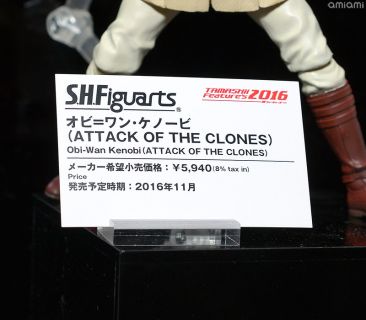 amiami
S.H.Figuarts®
TAMASHII Features 2016
オビ=ワン・ケノービ
(ATTACK OF THE CLONES)
Obi-Wan Kenobi(ATTACK OF THE CLONES)
メーカー希望小売価格：￥5,940(8% tax in)
Price
発売予定時期：2016年11月